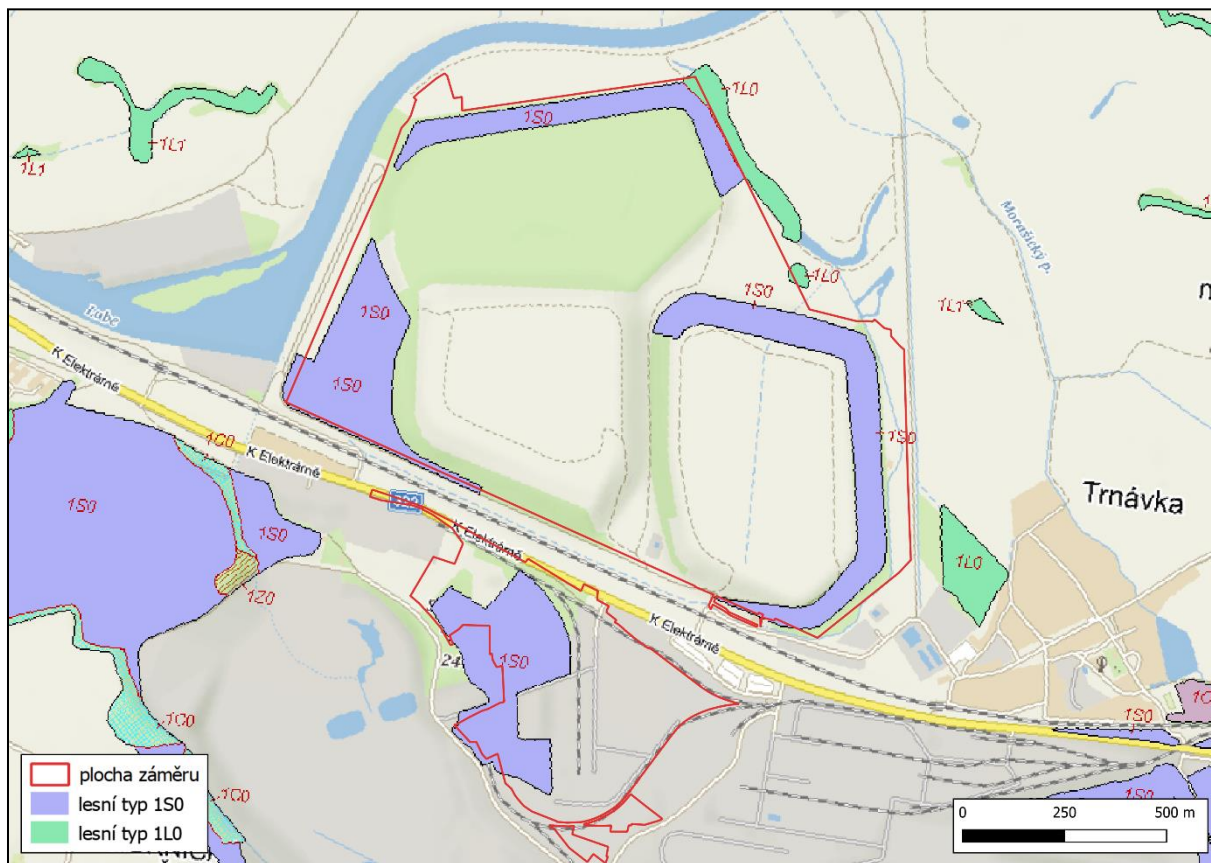 1L0
1S0
1L1
1L1
Morašický p.
1L0
1S0
1L1
1S0
Labe
K Elektrárně
1S0
1S0
1C0
K Elektrárně
1S0
Trnávka
1S0
1S0
K Elektrárně
1L0
1Z0
K Elektrárně
24
1S0
1C0
1S0
1C0
1S0
plocha záměru
lesní typ 1S0
lesní typ 1L0
0 250 500 m